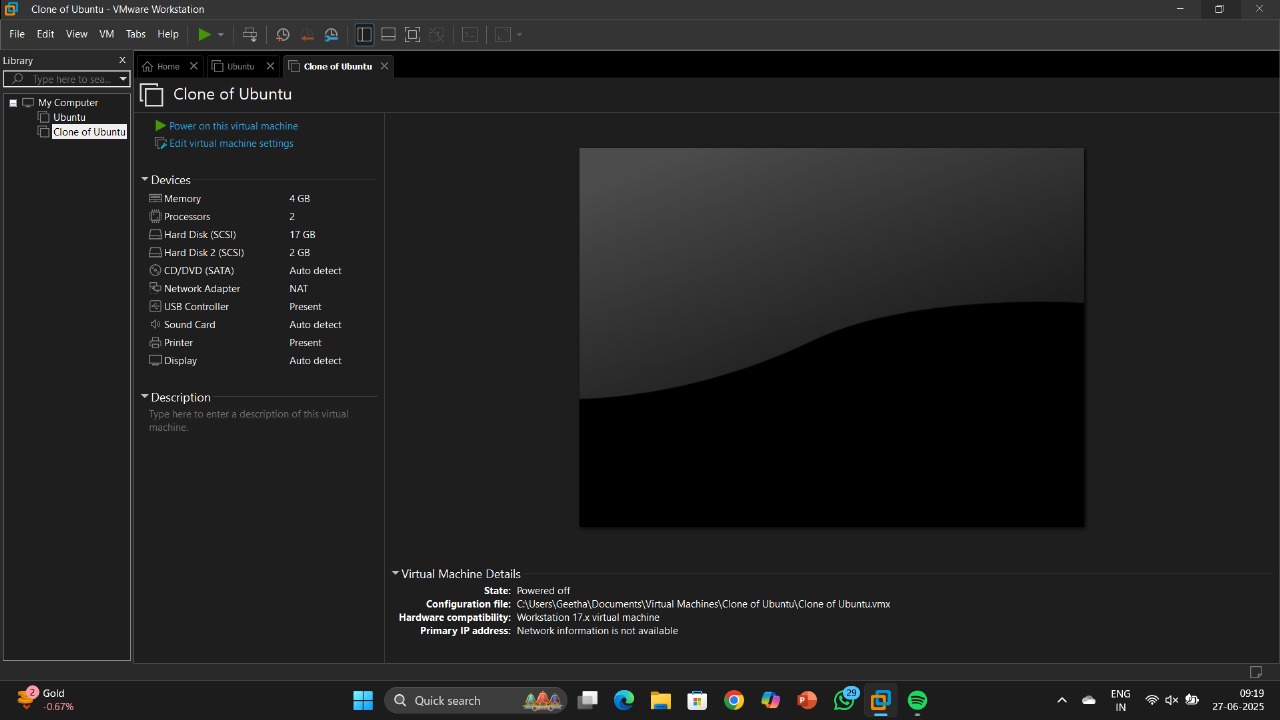 Clone of Ubuntu - VMware Workstation
File Edit View VM Tabs Help
Library
Type here to sea...
My Computer
Ubuntu
Clone of Ubuntu
Home Ubuntu Clone of Ubuntu
Clone of Ubuntu
Power on this virtual machine
Edit virtual machine settings
Devices
Memory 4 GB
Processors 2
Hard Disk (SCSI) 17 GB
Hard Disk 2 (SCSI) 2 GB
CD/DVD (SATA) Auto detect
Network Adapter NAT
USB Controller Present
Sound Card Auto detect
Printer Present
Display Auto detect
Description
Type here to enter a description of this virtual
machine.
Virtual Machine Details
State: Powered off
Configuration file: C:\Users\Geetha\Documents\Virtual Machines\Clone of Ubuntu\Clone of Ubuntu.vmx
Hardware compatibility: Workstation 17.x virtual machine
Primary IP address: Network information is not available
2
Gold
-0.67%
Quick search
29
ENG
IN
09:19
27-06-2025